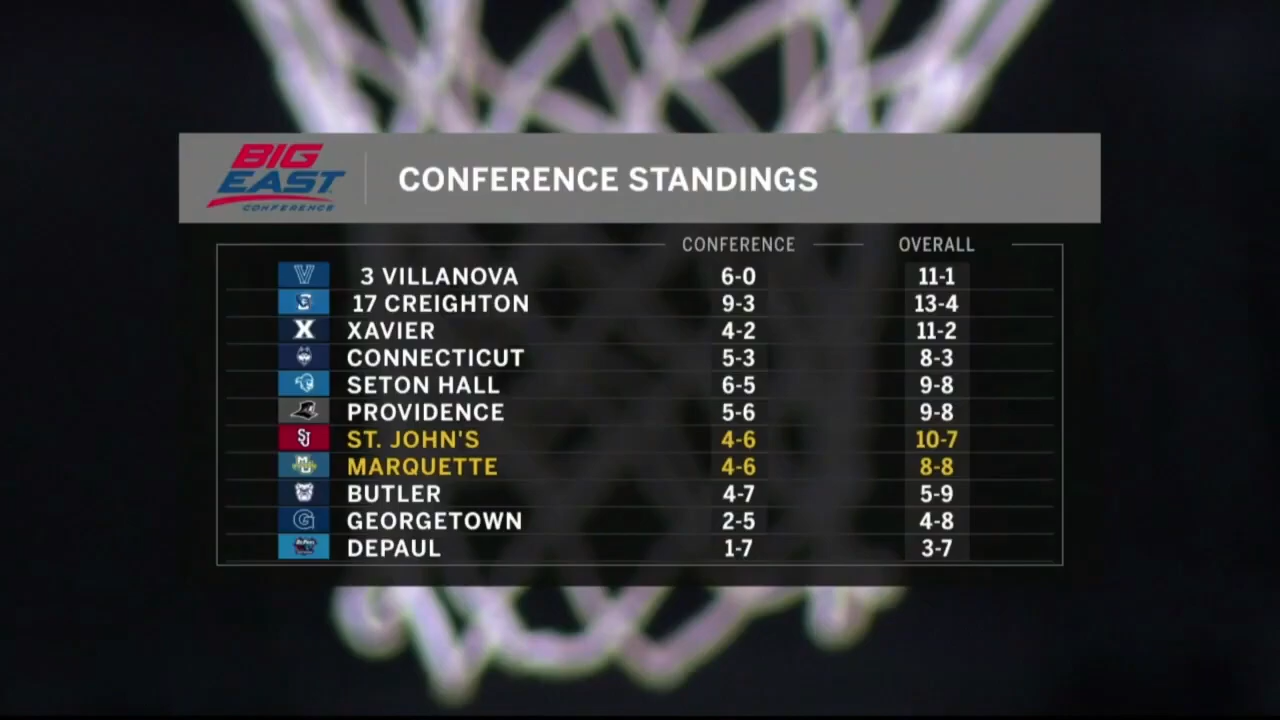 BIG
EAST
CONFERENCE
CONFERENCE STANDINGS
CONFERENCE OVERALL
3 VILLANOVA 6-0 11-1
17 CREIGHTON 9-3 13-4
XAVIER 4-2 11-2
CONNECTICUT 5-3 8-3
SETON HALL 6-5 9-8
PROVIDENCE 5-6 9-8
ST. JOHN'S 4-6 10-7
MARQUETTE 4-6 8-8
BUTLER 4-7 5-9
GEORGETOWN 2-5 4-8
DEPAUL 1-7 3-7